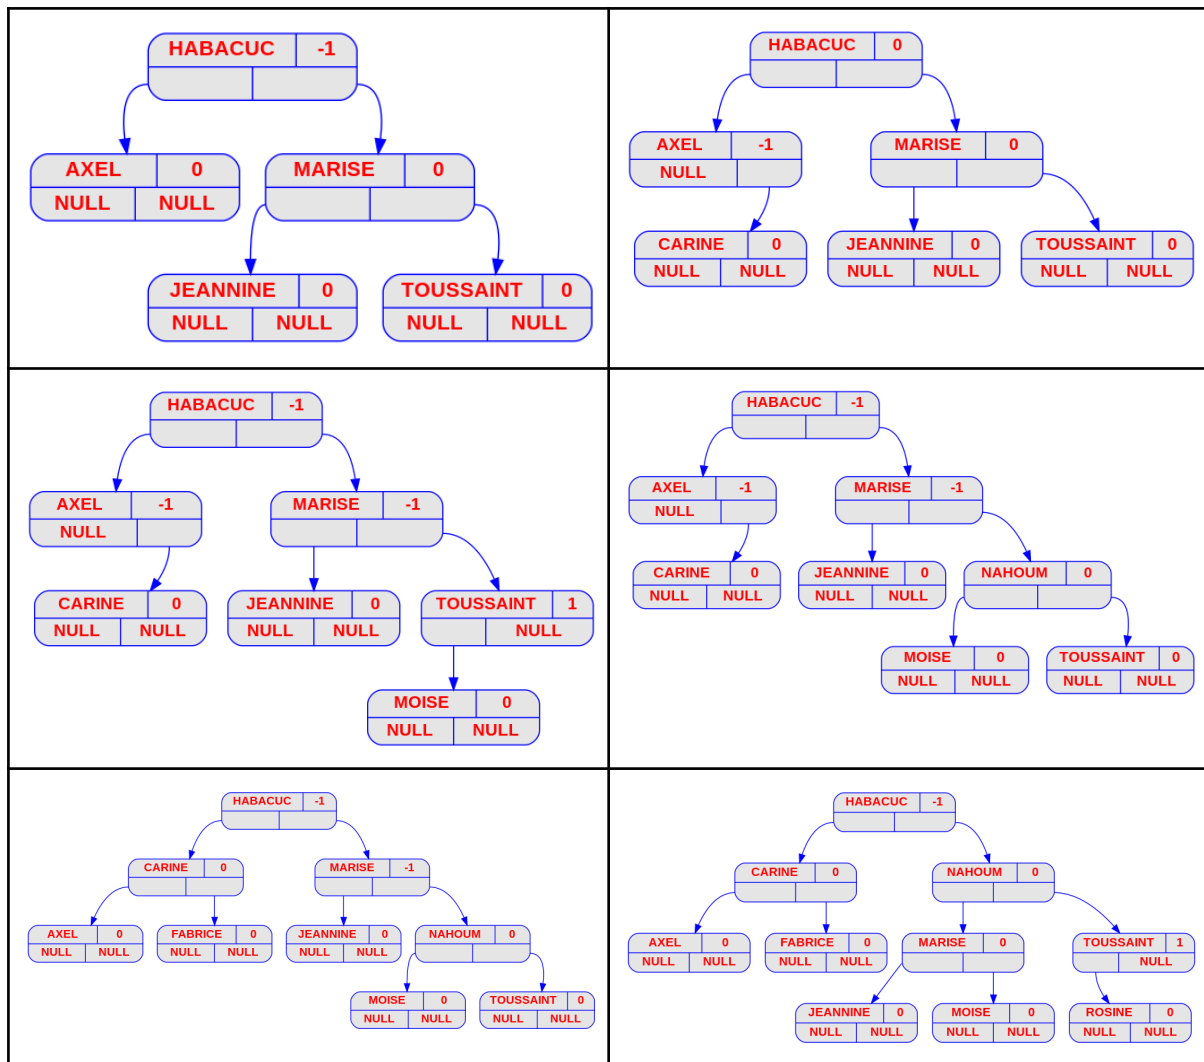 HABACUC -1
AXEL 0 MARISE 0
NULL NULL
JEANNINE 0 TOUSSAINT 0
NULL NULL NULL NULL
HABACUC 0
AXEL -1 MARISE 0
NULL
CARINE 0 JEANNINE 0 TOUSSAINT 0
NULL NULL NULL NULL NULL NULL
HABACUC -1
AXEL -1 MARISE -1
NULL
CARINE 0 JEANNINE 0 TOUSSAINT 1
NULL NULL NULL NULL NULL
MOISE 0
NULL NULL
HABACUC -1
AXEL -1 MARISE -1
NULL
CARINE 0 JEANNINE 0 NAHOUM 0
NULL NULL NULL NULL
MOISE 0 TOUSSAINT 0
NULL NULL NULL NULL
HABACUC -1
CARINE 0 MARISE -1
AXEL 0 FABRICE 0 JEANNINE 0 NAHOUM 0
NULL NULL NULL NULL NULL NULL
MOISE 0 TOUSSAINT 0
NULL NULL NULL NULL
HABACUC -1
CARINE 0 NAHOUM 0
AXEL 0 FABRICE 0 MARISE 0 TOUSSAINT 1
NULL NULL NULL NULL NULL
JEANNINE 0 MOISE 0 ROSINE 0
NULL NULL NULL NULL NULL NULL